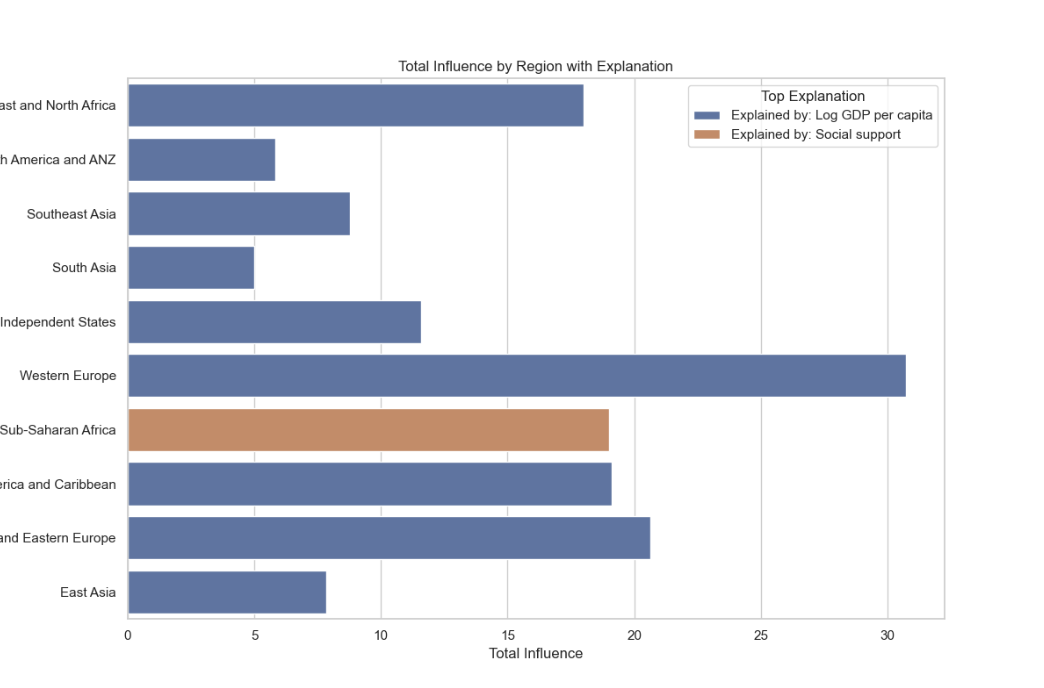 Total Influence by Region with Explanation
Top Explanation
Explained by: Log GDP per capita
Explained by: Social support
ast and North Africa
h America and ANZ
Southeast Asia
South Asia
Independent States
Western Europe
Sub-Saharan Africa
erica and Caribbean
and Eastern Europe
East Asia
0 5 10 15 20 25 30
Total Influence